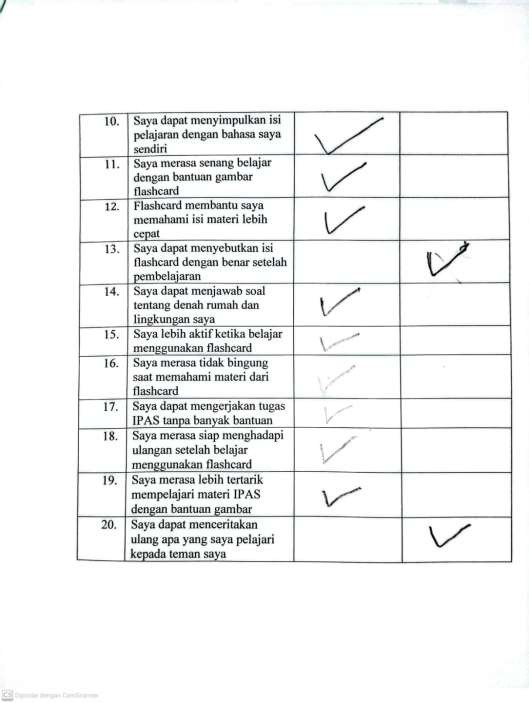 10. Saya dapat menyimpulkan isi
pelajaran dengan bahasa saya
sendiri
11. Saya merasa senang belajar
dengan bantuan gambar
flashcard
12. Flashcard membantu saya
memahami isi materi lebih
cepat
13. Saya dapat menyebutkan isi
flashcard dengan benar setelah
pembelajaran
14. Saya dapat menjawab soal
tentang denah rumah dan
lingkungan saya
15. Saya lebih aktif ketika belajar
menggunakan flashcard
16. Saya merasa tidak bingung
saat memahami materi dari
flashcard
17. Saya dapat mengerjakan tugas
IPAS tanpa banyak bantuan
18. Saya merasa siap menghadapi
ulangan setelah belajar
menggunakan flashcard
19. Saya merasa lebih tertarik
mempelajari materi IPAS
dengan bantuan gambar
20. Saya dapat menceritakan
ulang apa yang saya pelajari
kepada teman saya
CS Dipindai dengan CamScanner